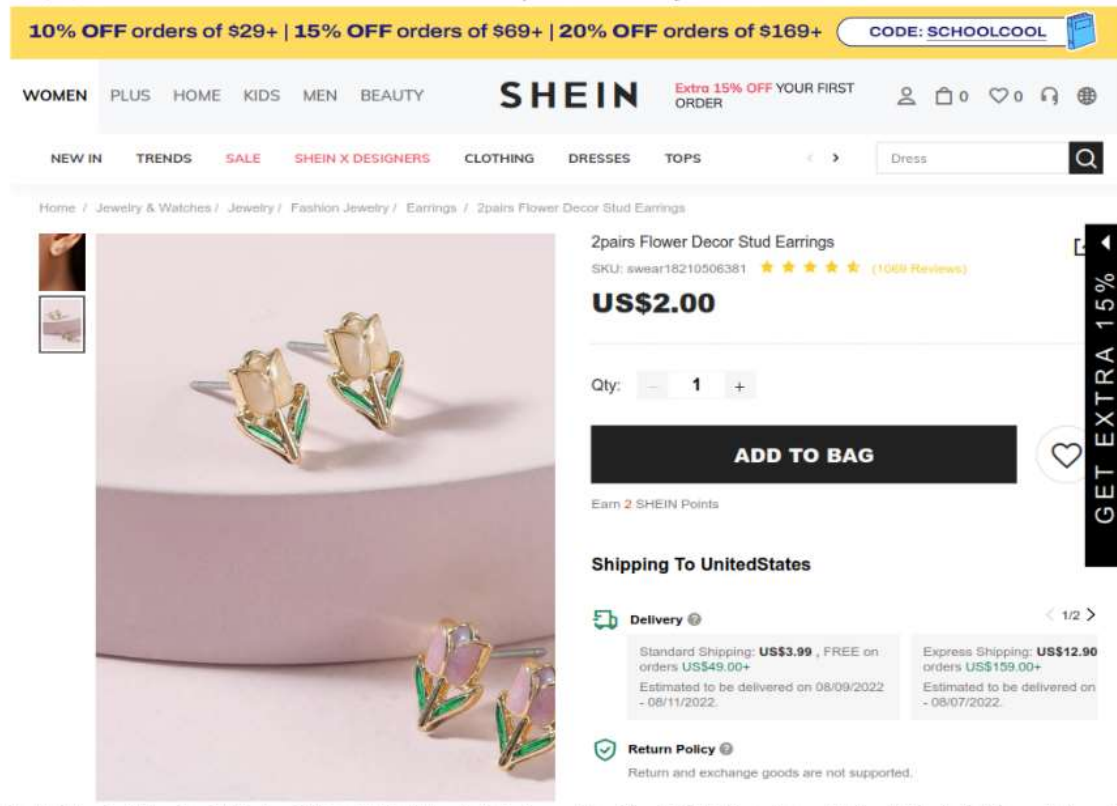 10% OFF orders of $29+ | 15% OFF orders of $69+ | 20% OFF orders of $169+ CODE: SCHOOLCOOL
WOMEN PLUS HOME KIDS MEN BEAUTY SHEIN Extra 15% OFF YOUR FIRST
ORDER 0 0
NEW IN TRENDS SALE SHEIN X DESIGNERS CLOTHING DRESSES TOPS Dress
Home / Jewelry & Watches / Jewelry / Fashion Jewelry / Earrings / 2pairs Flower Decor Stud Earrings
2pairs Flower Decor Stud Earrings
SKU: swear18210506381 (1069 Reviews)
US$2.00
Qty: − 1 +
ADD TO BAG
Earn 2 SHEIN Points
GET EXTRA 15%
Shipping To UnitedStates
Delivery ?
1/2
Standard Shipping: US$3.99 , FREE on
orders US$49.00+
Estimated to be delivered on 08/09/2022
- 08/11/2022.
Express Shipping: US$12.90
orders US$159.00+
Estimated to be delivered on
- 08/07/2022.
Return Policy ?
Return and exchange goods are not supported.